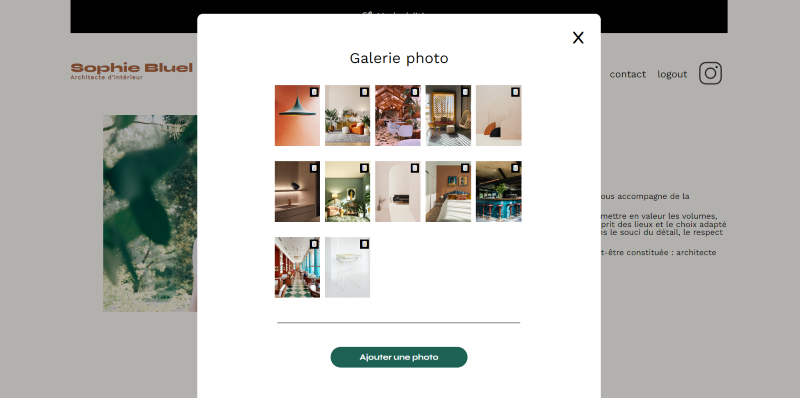 X
Galerie photo
Sophie Bluel
Architecte d'intérieur
contact
logout
ous accompagne de la
mettre en valeur les volumes,
prit des lieux et le choix adapté
s le souci du détail, le respect
t-être constituée : architecte
Ajouter une photo